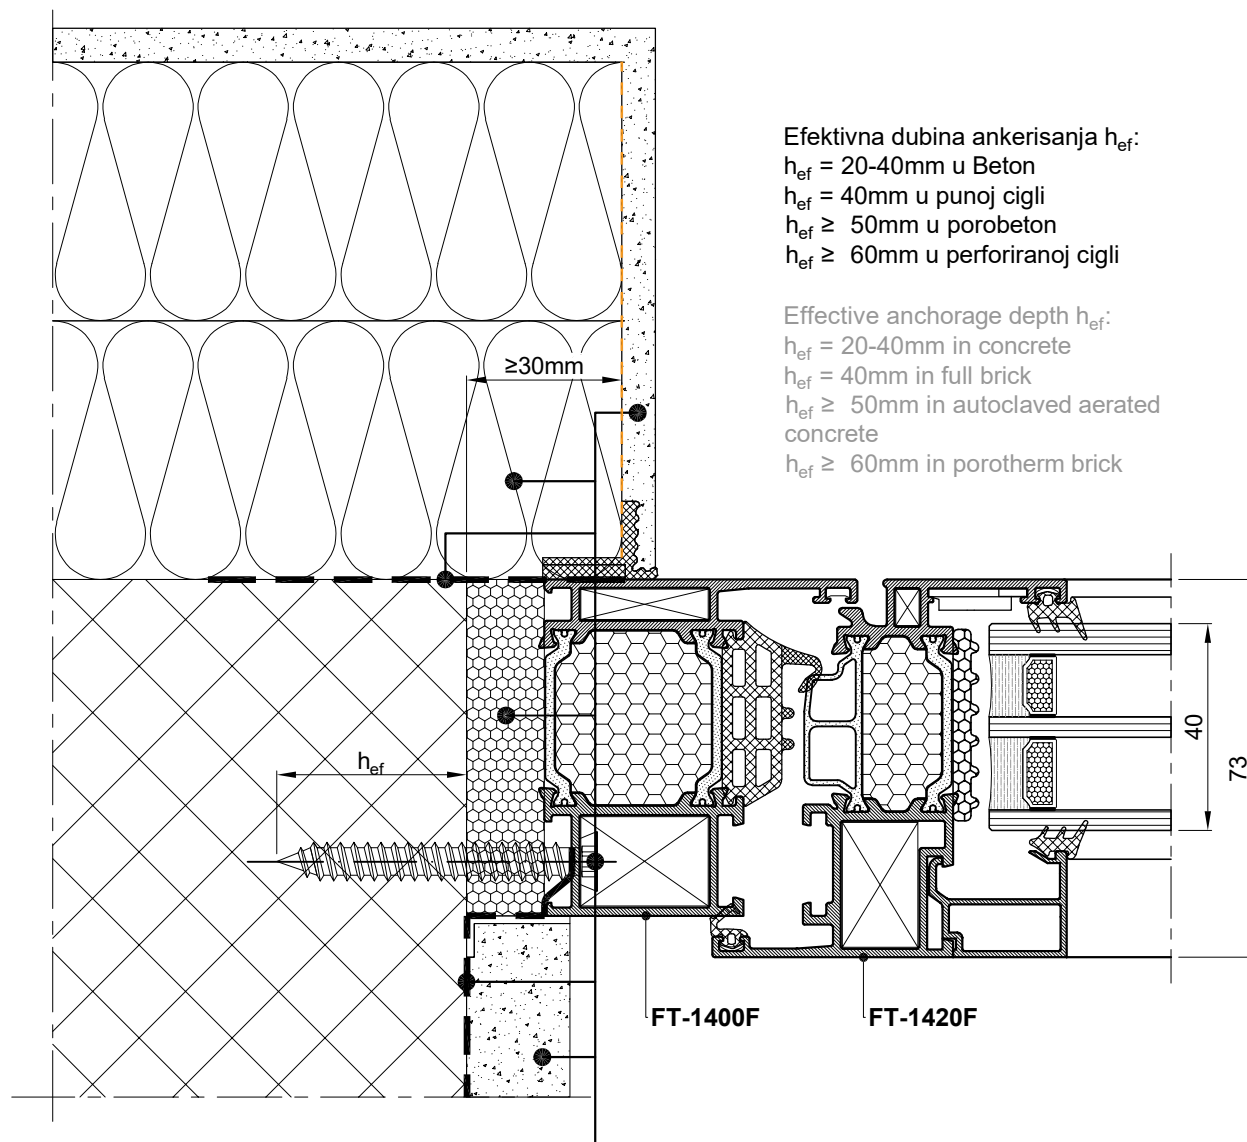 Efektivna dubina ankerisanja hef:
hef = 20-40mm u Beton
hef = 40mm u punoj cigli
hef ≥ 50mm u porobeton
hef ≥ 60mm u perforiranoj cigli
Effective anchorage depth hef:
hef = 20-40mm in concrete
hef = 40mm in full brick
hef ≥ 50mm in autoclaved aerated
concrete
hef ≥ 60mm in porotherm brick
≥30mm
hef
40
73
FT-1400F
FT-1420F